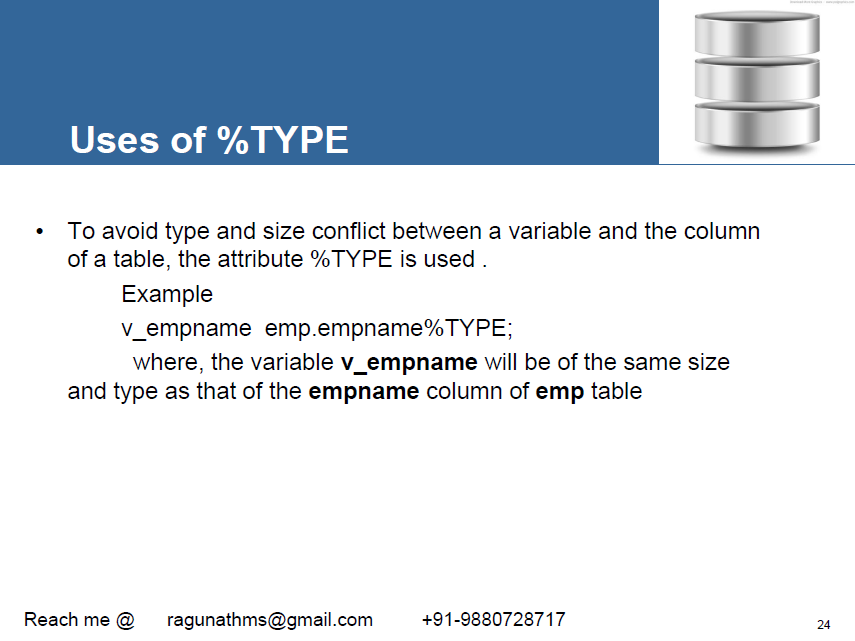 Uses of %TYPE
• To avoid type and size conflict between a variable and the column
of a table, the attribute %TYPE is used .
Example
v_empname emp.empname%TYPE;
where, the variable v_empname will be of the same size
and type as that of the empname column of emp table
Reach me @ ragunathms@gmail.com +91-9880728717
24